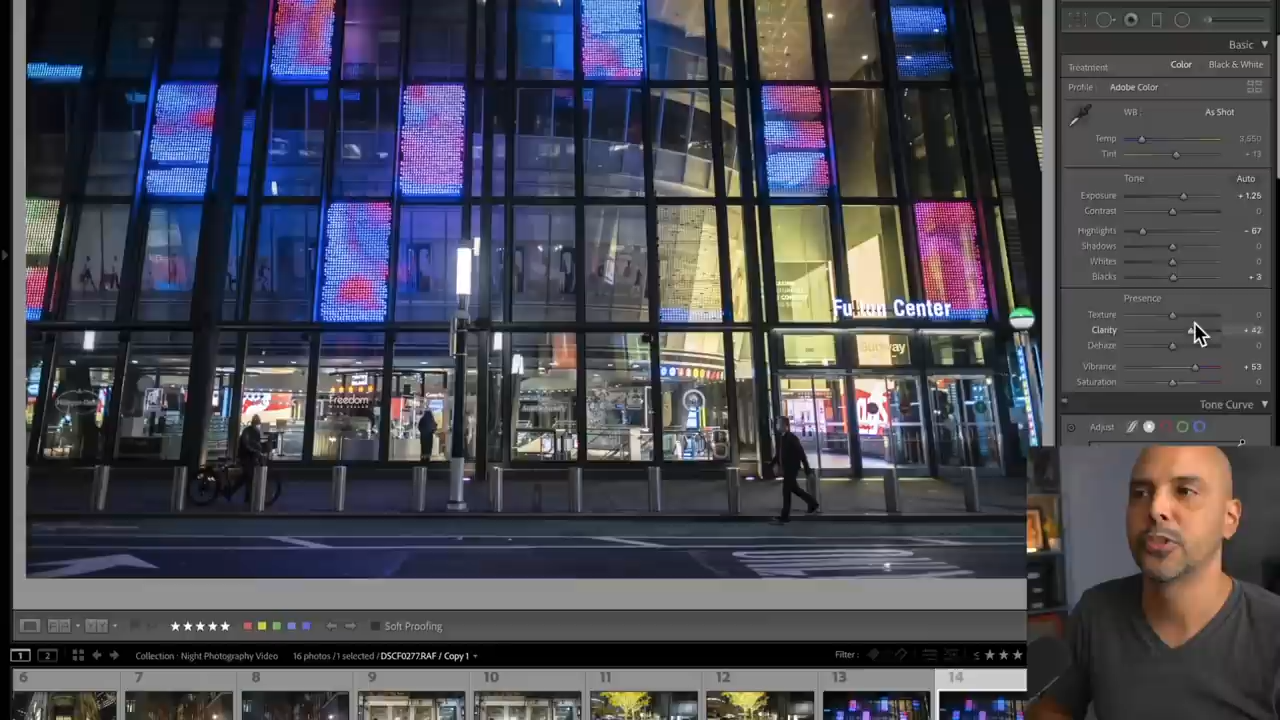 Basic
Treatment : Color Black & White
Profile : Adobe Color
WB : As Shot
Temp 3,650
Tint + 13
Tone Auto
Exposure + 1.25
Contrast 0
Highlights - 67
Shadows 0
Whites 0
Blacks + 3
Presence
Texture 0
Clarity + 42
Dehaze 0
Vibrance + 53
Saturation 0
Tone Curve
Adjust
Fulton Center
Subway
Freedom
Soft Proofing
1 2 Collection : Night Photography Video 16 photos / 1 selected / DSCF0277.RAF / Copy 1 Filter :
6 7 8 9 10 11 12 13 14